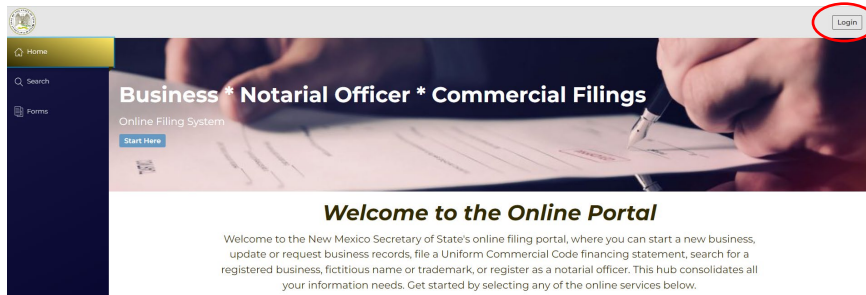 Login
Home
Search
Forms
Business * Notarial Officer * Commercial Filings
Online Filing System
Start Here
Welcome to the Online Portal
Welcome to the New Mexico Secretary of State's online filing portal, where you can start a new business,
update or request business records, file a Uniform Commercial Code financing statement, search for a
registered business, fictitious name or trademark, or register as a notarial officer. This hub consolidates all
your information needs. Get started by selecting any of the online services below.